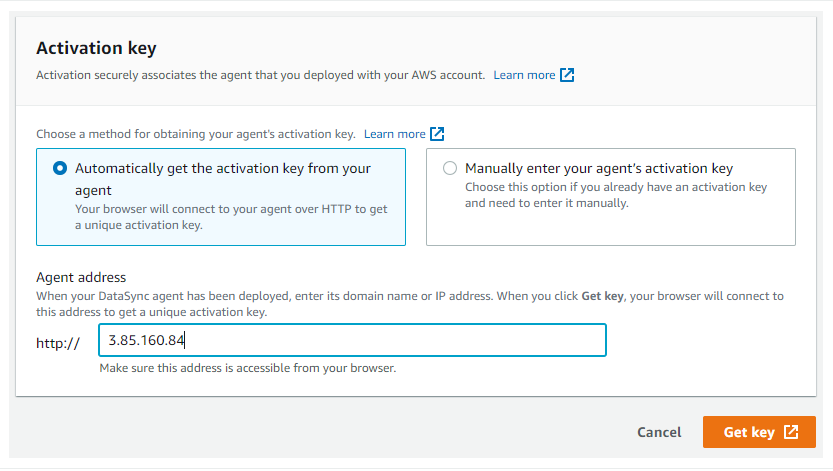 Activation key
Activation securely associates the agent that you deployed with your AWS account. Learn more
Choose a method for obtaining your agent's activation key. Learn more
Automatically get the activation key from your
agent
Your browser will connect to your agent over HTTP to get
a unique activation key.
Manually enter your agent's activation key
Choose this option if you already have an activation key
and need to enter it manually.
Agent address
When your DataSync agent has been deployed, enter its domain name or IP address. When you click Get key, your browser will connect to
this address to get a unique activation key.
http:// 3.85.160.84
Make sure this address is accessible from your browser.
Cancel Get key